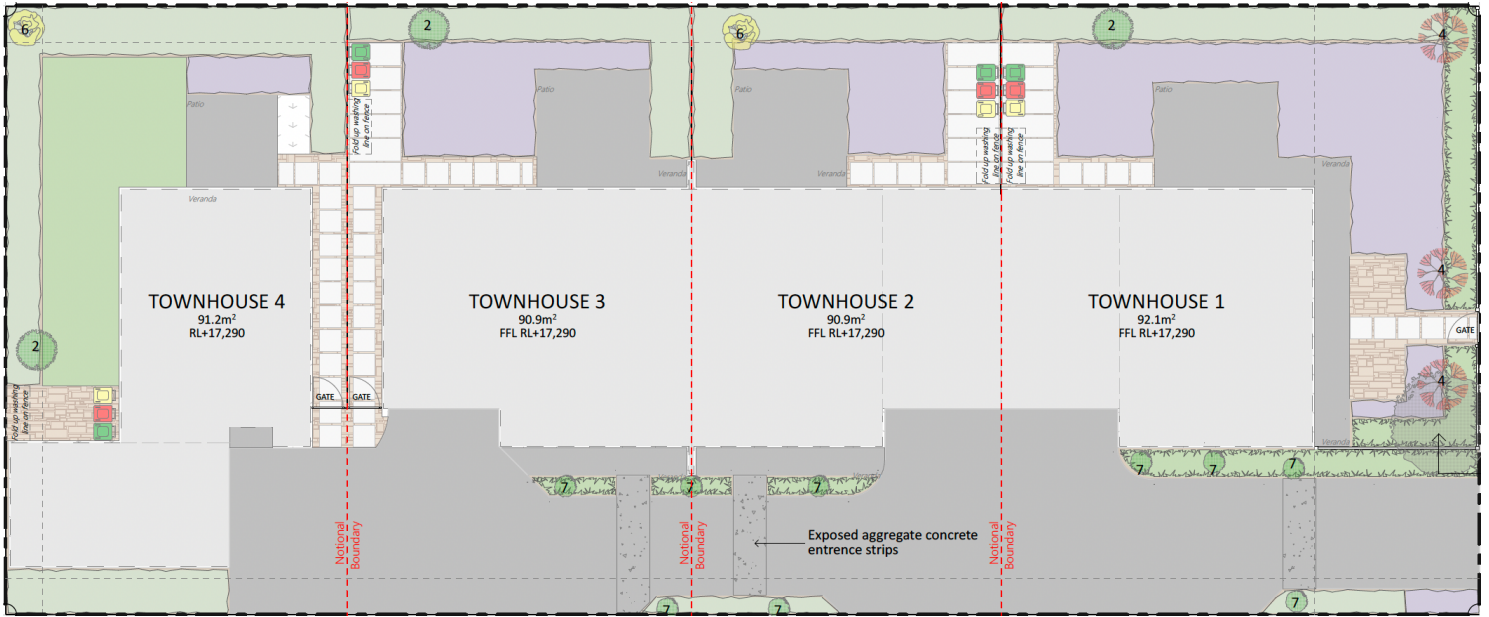 6
2
6
2
4
Patio
Patio
Patio
Patio
Fold up washing
line on fence
Fold up washing
line on fence
Fold up washing
line on fence
Veranda
Veranda
Veranda
Veranda
4
TOWNHOUSE 4
91.2m²
RL+17,290
TOWNHOUSE 3
90.9m²
FFL RL+17,290
TOWNHOUSE 2
90.9m²
FFL RL+17,290
TOWNHOUSE 1
92.1m²
FFL RL+17,290
GATE
2
4
GATE
GATE
Fold up washing
line on fence
Veranda
7
7
7
7
7
7
Notional
Boundary
Notional
Boundary
Notional
Boundary
Exposed aggregate concrete
entrence strips
7
7
7